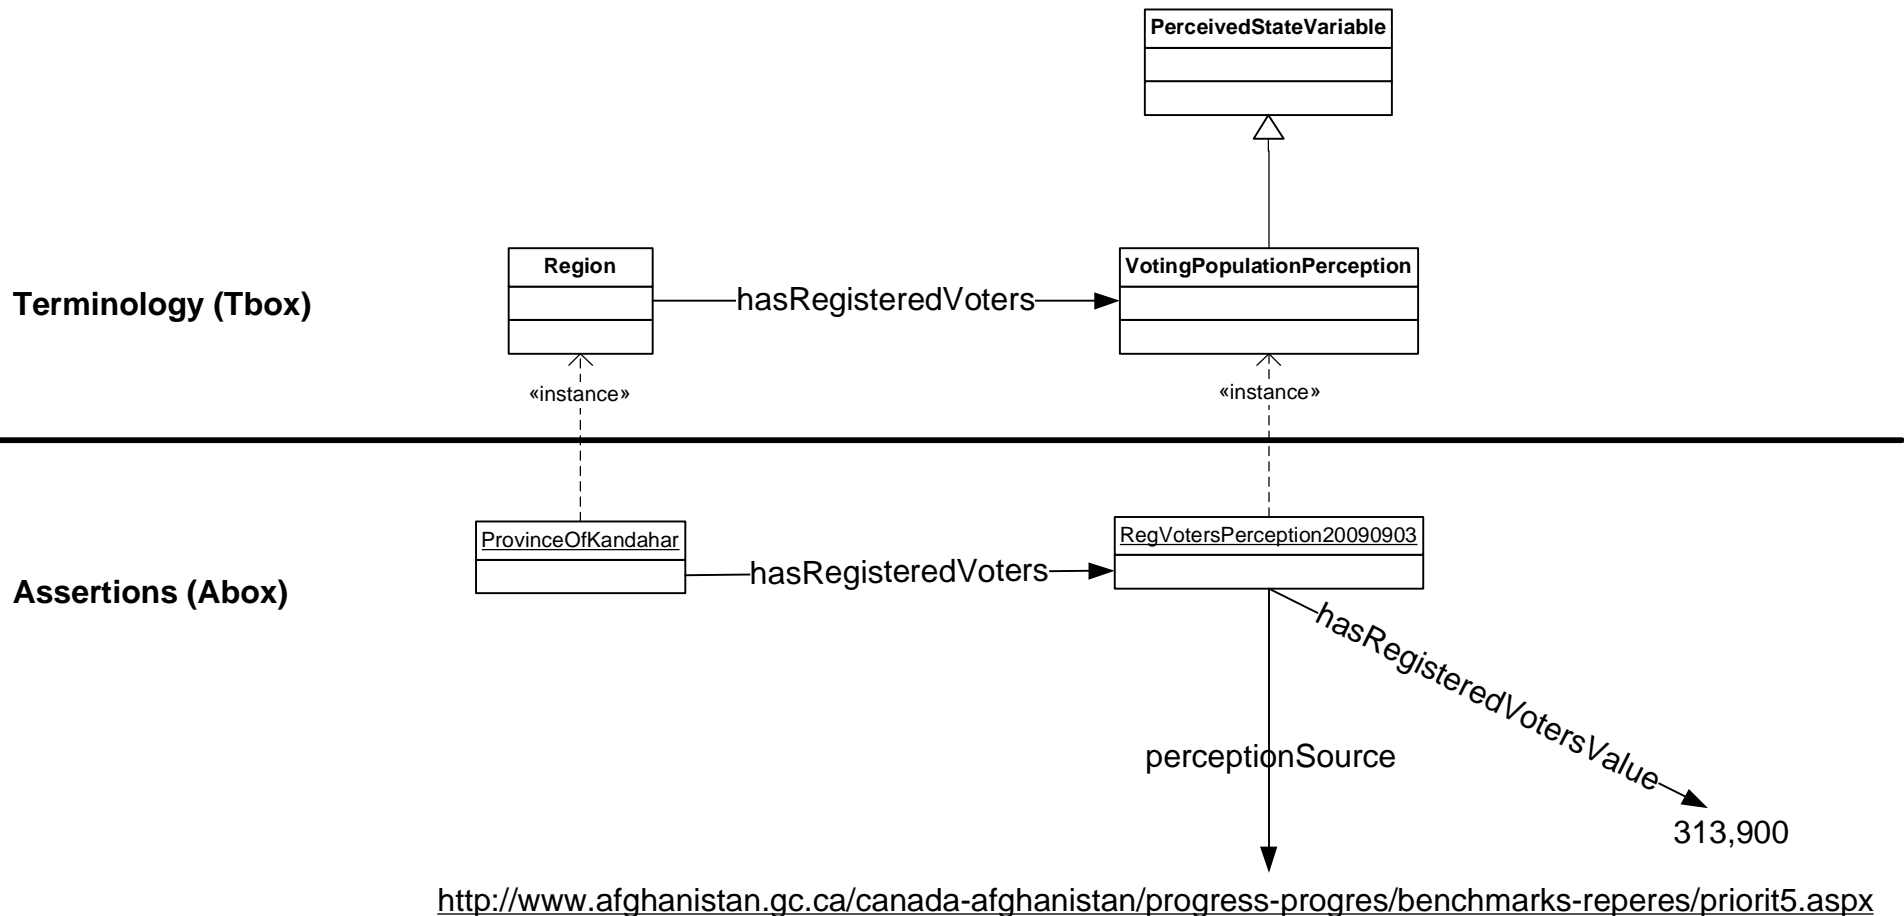 PerceivedStateVariable
Region
VotingPopulationPerception
Terminology (Tbox)
hasRegisteredVoters
«instance»
«instance»
ProvinceOfKandahar
RegVotersPerception20090903
Assertions (Abox)
hasRegisteredVoters
hasRegisteredVotersValue
perceptionSource
313,900
http://www.afghanistan.gc.ca/canada-afghanistan/progress-progres/benchmarks-reperes/priorit5.aspx